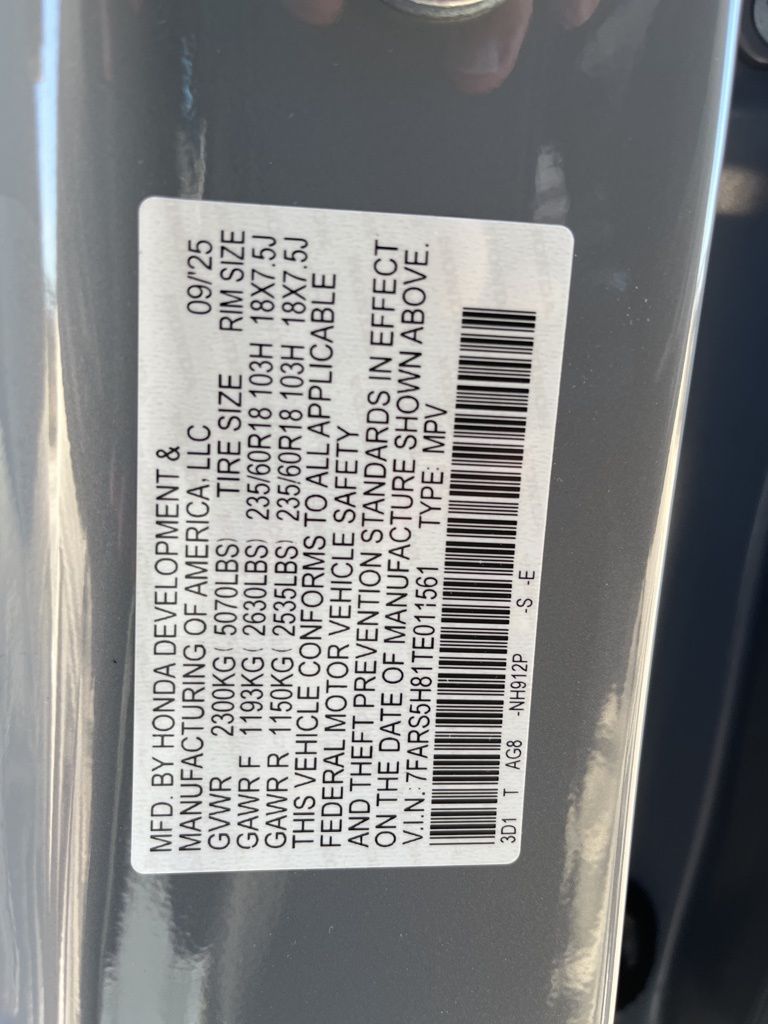 MFD. BY HONDA DEVELOPMENT &
MANUFACTURING OF AMERICA, LLC 09/'25
GVWR 2300KG ( 5070LBS) TIRE SIZE RIM SIZE
GAWR F 1193KG ( 2630LBS) 235/60R18 103H 18X7.5J
GAWR R 1150KG ( 2535LBS) 235/60R18 103H 18X7.5J
THIS VEHICLE CONFORMS TO ALL APPLICABLE
FEDERAL MOTOR VEHICLE SAFETY
AND THEFT PREVENTION STANDARDS IN EFFECT
ON THE DATE OF MANUFACTURE SHOWN ABOVE.
V.I.N.: 7FARS5H81TE011561 TYPE: MPV
3D1 T AG8 -NH912P -S -E